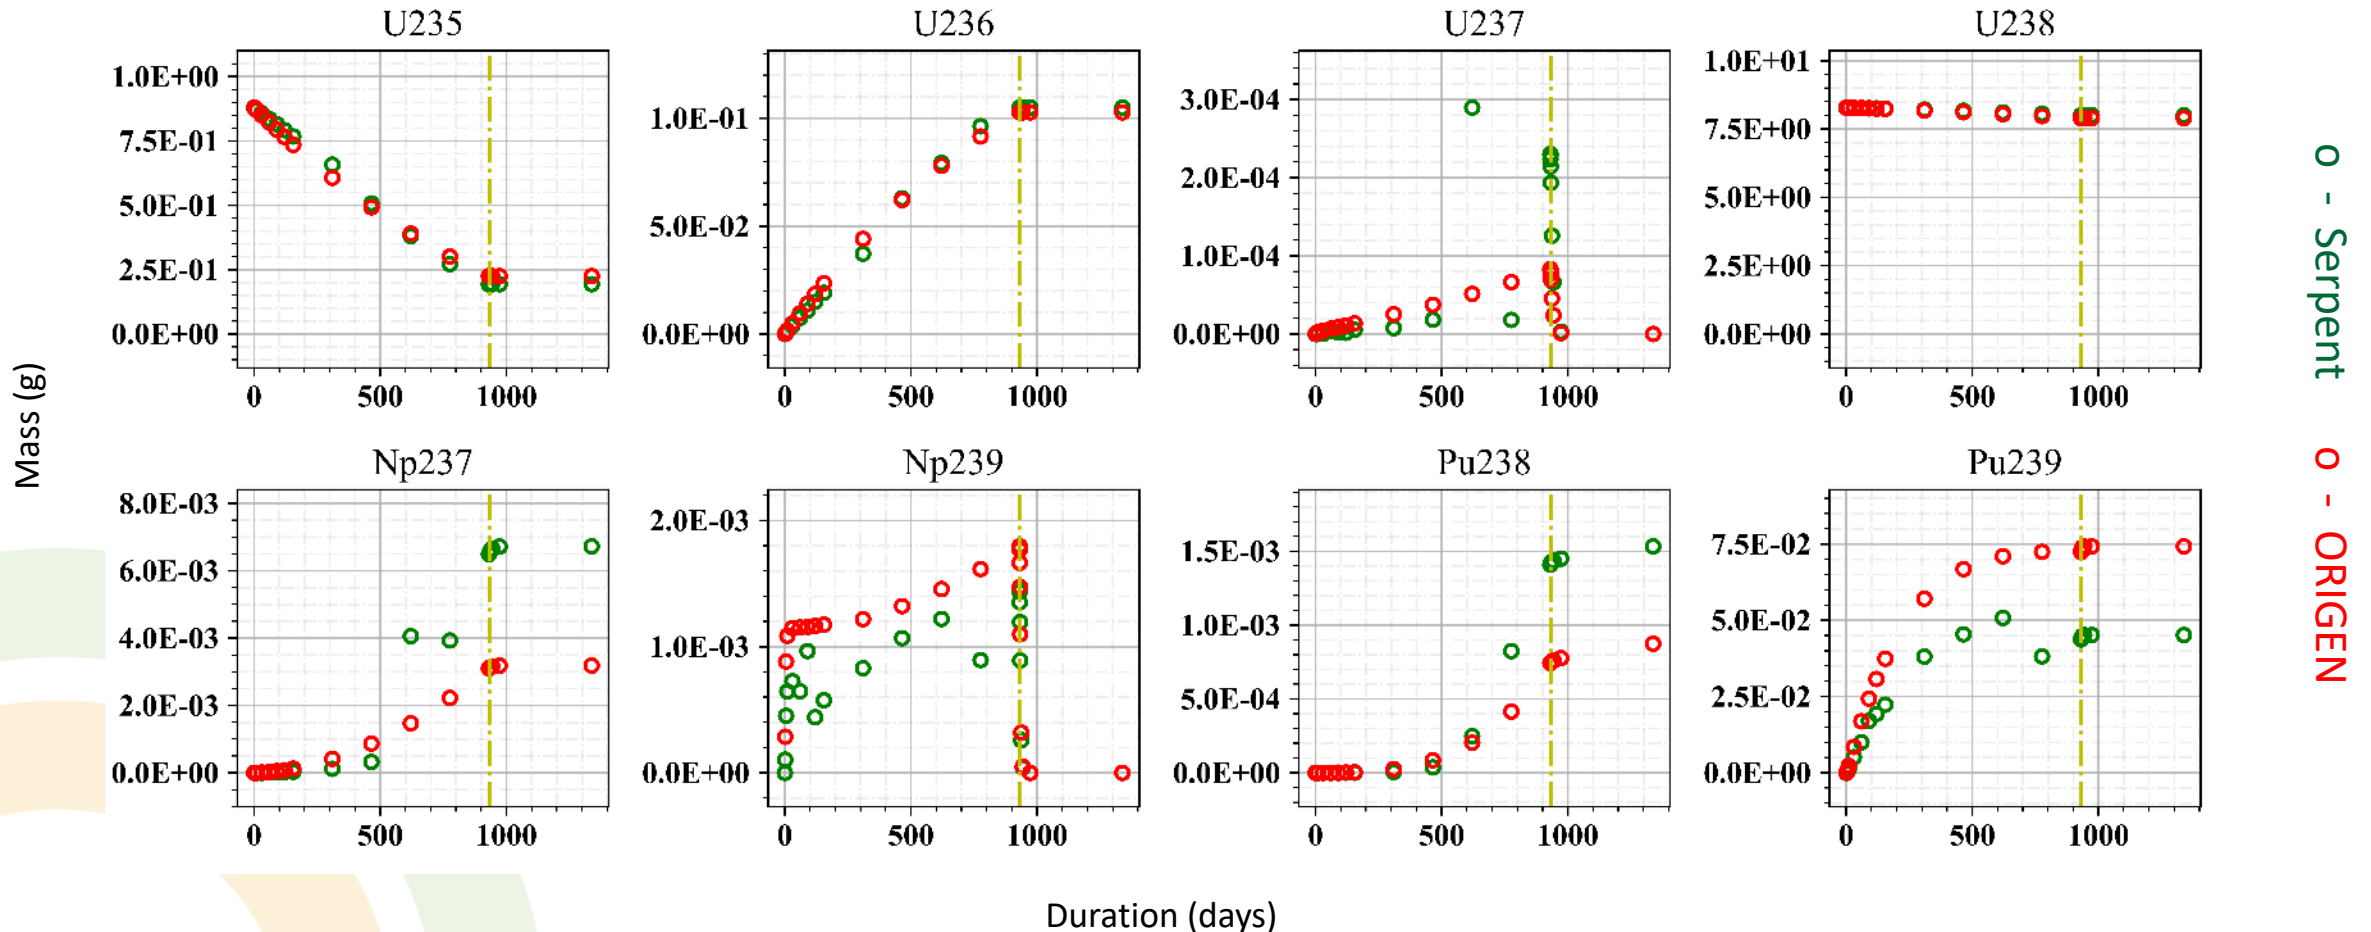 U235
1.0E+00
7.5E-01
5.0E-01
2.5E-01
0.0E+00
0 500 1000
U236
1.0E-01
5.0E-02
0.0E+00
0 500 1000
U237
3.0E-04
2.0E-04
1.0E-04
0.0E+00
0 500 1000
U238
1.0E+01
7.5E+00
5.0E+00
2.5E+00
0.0E+00
0 500 1000
Np237
8.0E-03
6.0E-03
4.0E-03
2.0E-03
0.0E+00
0 500 1000
Np239
2.0E-03
1.0E-03
0.0E+00
0 500 1000
Pu238
1.5E-03
1.0E-03
5.0E-04
0.0E+00
0 500 1000
Pu239
7.5E-02
5.0E-02
2.5E-02
0.0E+00
0 500 1000
Mass (g)
Duration (days)
o - Serpent o - ORIGEN